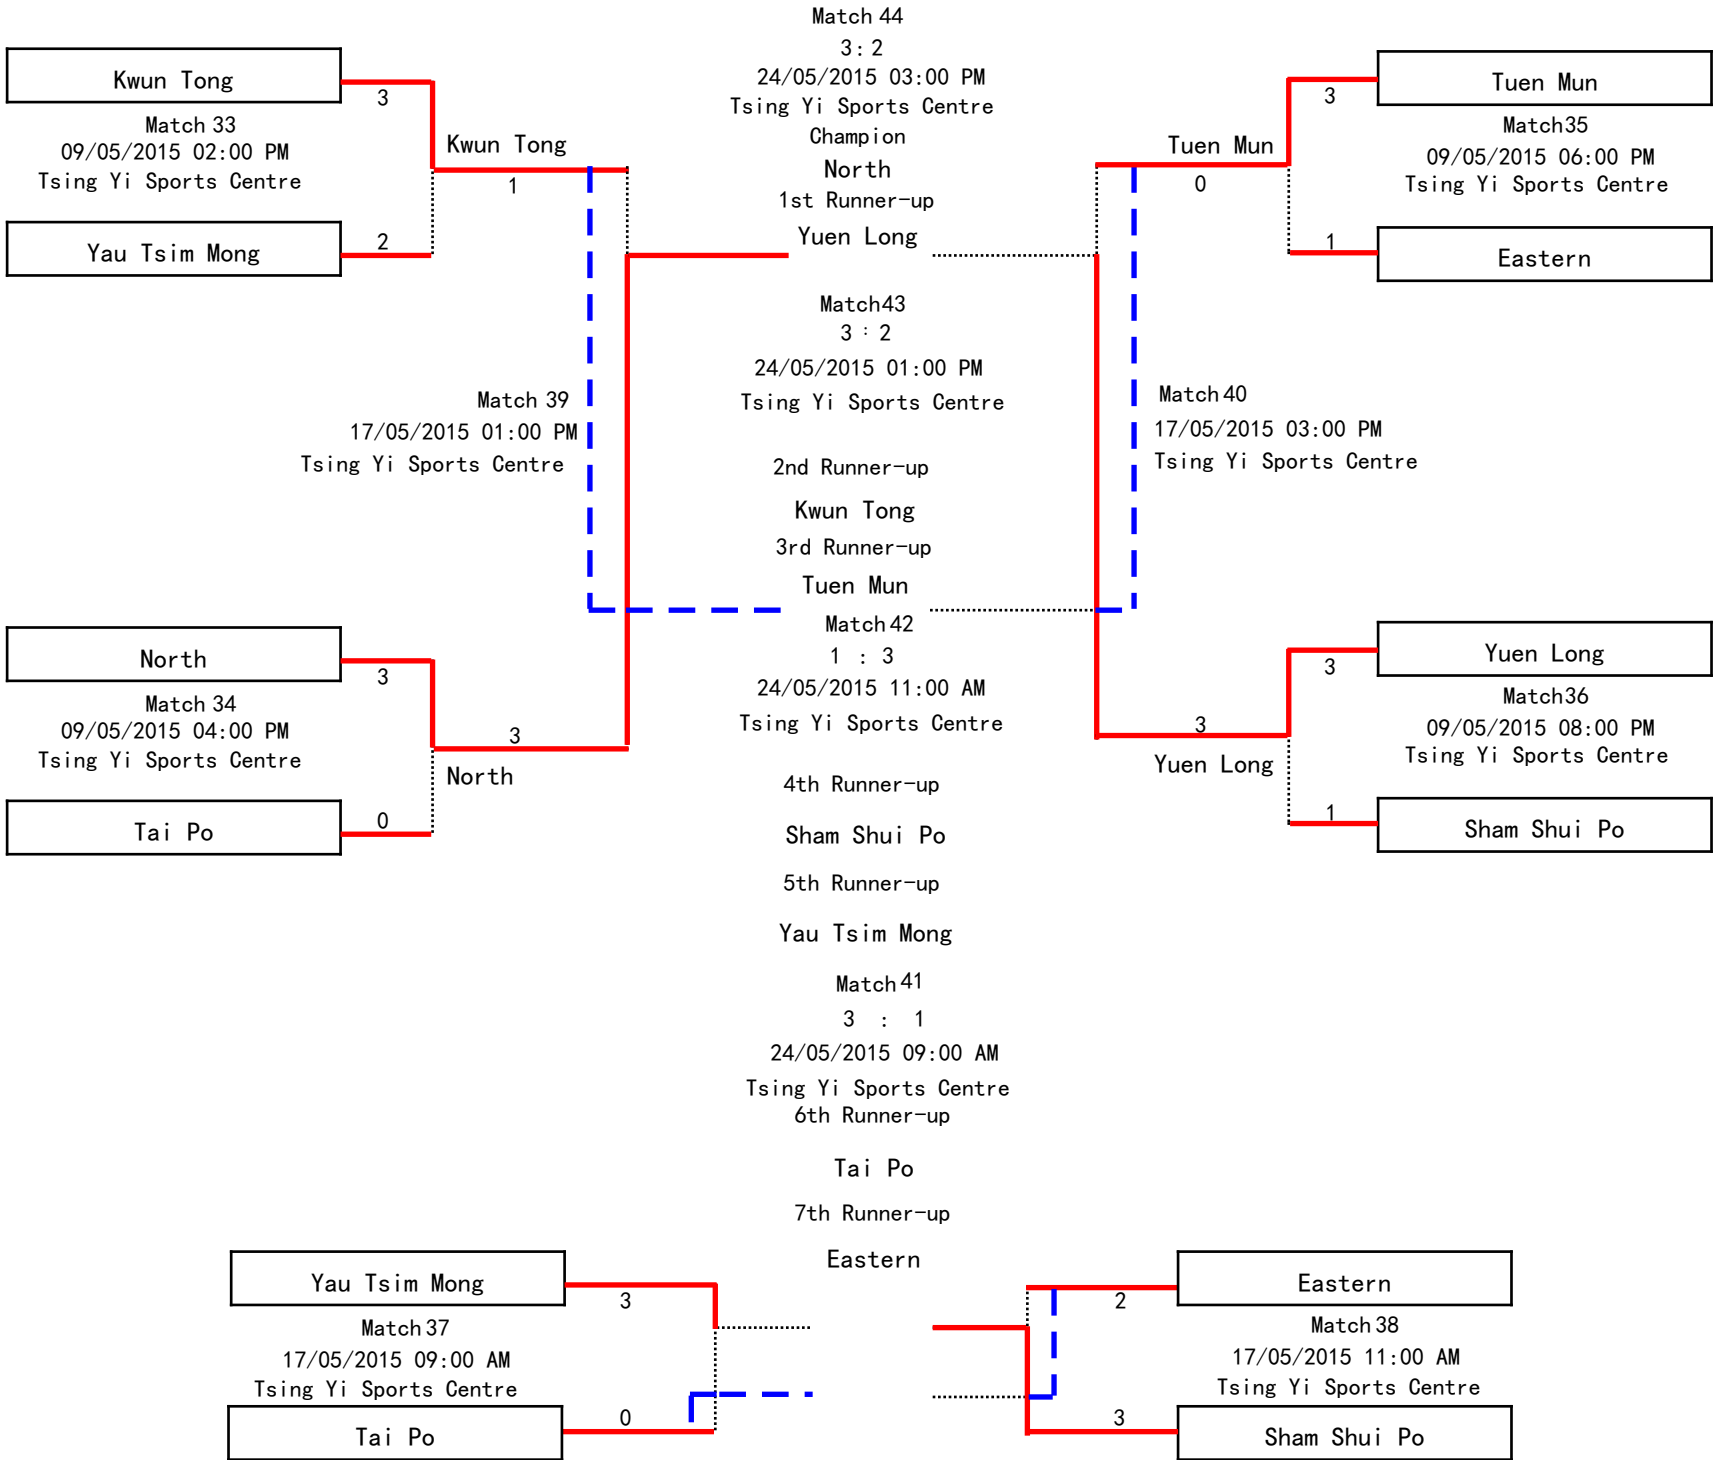 Match 44
3: 2
24/05/2015 03:00 PM
Tsing Yi Sports Centre
Champion
North
1st Runner-up
Yuen Long
Kwun Tong
3
Match 33
09/05/2015 02:00 PM
Tsing Yi Sports Centre
Yau Tsim Mong
2
Kwun Tong
1
Tuen Mun
0
Tuen Mun
3
Match35
09/05/2015 06:00 PM
Tsing Yi Sports Centre
Eastern
1
Match43
3 : 2
24/05/2015 01:00 PM
Tsing Yi Sports Centre
Match 39
17/05/2015 01:00 PM
Tsing Yi Sports Centre
Match 40
17/05/2015 03:00 PM
Tsing Yi Sports Centre
2nd Runner-up
Kwun Tong
3rd Runner-up
Tuen Mun
Match 42
1 : 3
24/05/2015 11:00 AM
Tsing Yi Sports Centre
North
3
Match 34
09/05/2015 04:00 PM
Tsing Yi Sports Centre
Tai Po
0
3
North
3
Yuen Long
Yuen Long
3
Match36
09/05/2015 08:00 PM
Tsing Yi Sports Centre
Sham Shui Po
1
4th Runner-up
Sham Shui Po
5th Runner-up
Yau Tsim Mong
Match 41
3 : 1
24/05/2015 09:00 AM
Tsing Yi Sports Centre
6th Runner-up
Tai Po
7th Runner-up
Eastern
Yau Tsim Mong
3
Match 37
17/05/2015 09:00 AM
Tsing Yi Sports Centre
Tai Po
0
Eastern
2
Match 38
17/05/2015 11:00 AM
Tsing Yi Sports Centre
Sham Shui Po
3